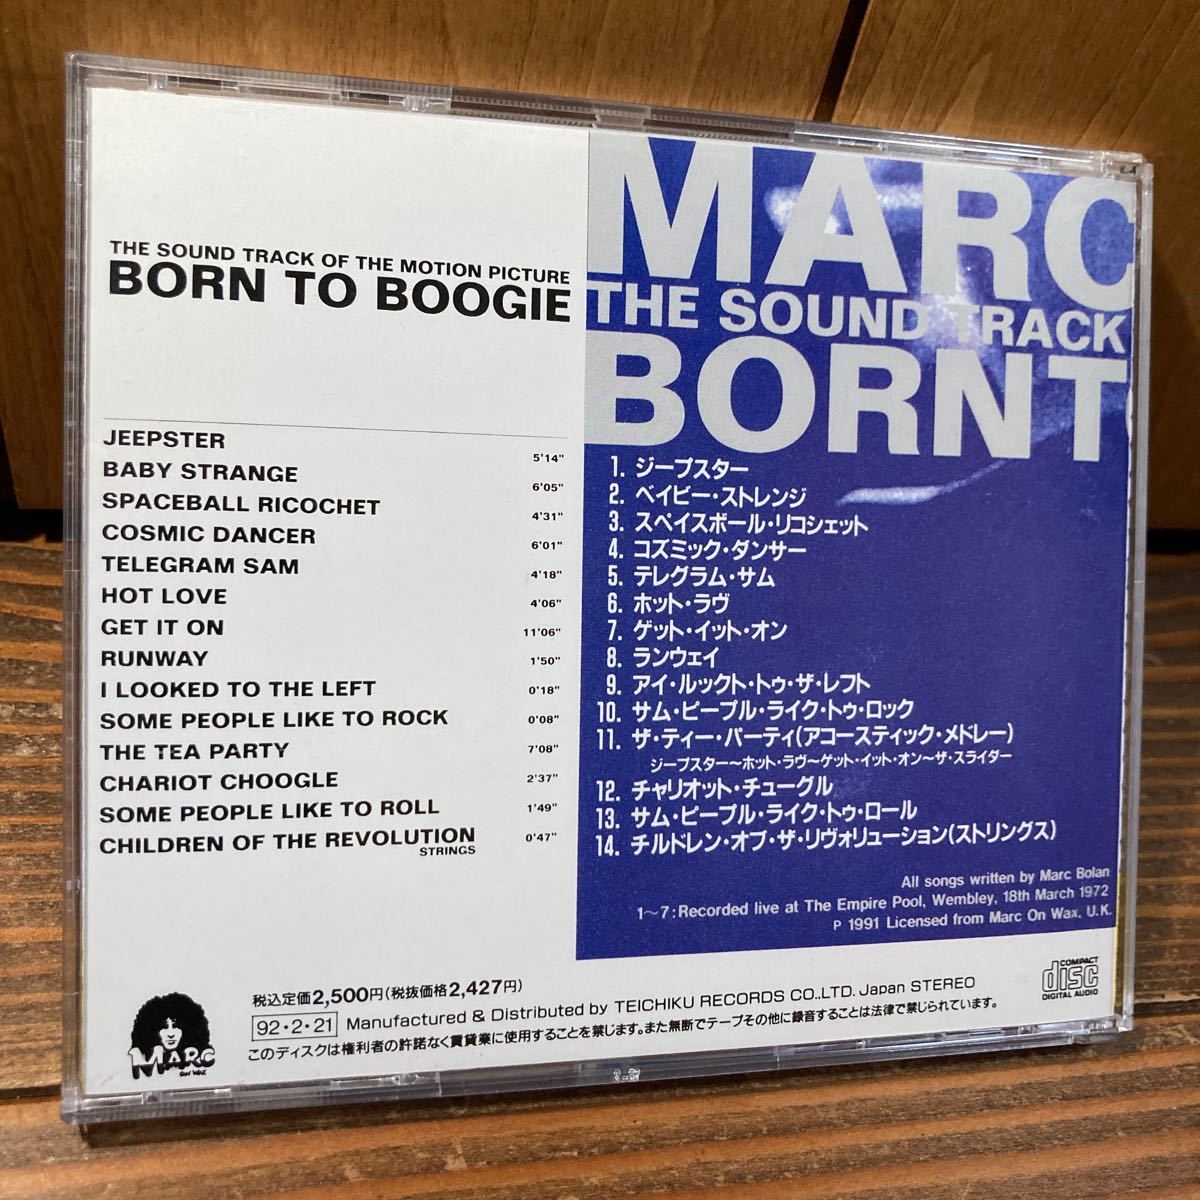 THE SOUND TRACK OF THE MOTION PICTURE
BORN TO BOOGIE
JEEPSTER 5'14"
BABY STRANGE 6'05"
SPACEBALL RICOCHET 4'31"
COSMIC DANCER 6'01"
TELEGRAM SAM 4'18"
HOT LOVE 4'06"
GET IT ON 11'06"
RUNWAY 1'50"
I LOOKED TO THE LEFT 0'18"
SOME PEOPLE LIKE TO ROCK 0'08"
THE TEA PARTY 7'08"
CHARIOT CHOOGLE 2'37"
SOME PEOPLE LIKE TO ROLL 1'49"
CHILDREN OF THE REVOLUTION 0'47"
STRINGS
MARC
THE SOUND TRACK
BORN T
1. ジープスター
2. ベイビー・ストレンジ
3. スペイスボール・リコシェット
4. コズミック・ダンサー
5. テレグラム・サム
6. ホット・ラヴ
7. ゲット・イット・オン
8. ランウェイ
9. アイ・ルックト・トゥ・ザ・レフト
10. サム・ピープル・ライク・トゥ・ロック
11. ザ・ティー・パーティ(アコースティック・メドレー)
ジープスター〜ホット・ラヴ〜ゲット・イット・オン〜ザ・スライダー
12. チャリオット・チューグル
13. サム・ピープル・ライク・トゥ・ロール
14. チルドレン・オブ・ザ・リヴォリューション(ストリングス)
All songs written by Marc Bolan
1〜7:Recorded live at The Empire Pool, Wembley, 18th March 1972
P 1991 Licensed from Marc On Wax, U.K.
MARC
ON WAX
税込定価2,500円(税抜価格2,427円)
92・2・21 Manufactured & Distributed by TEICHIKU RECORDS CO.,LTD. Japan STEREO
このディスクは権利者の許諾なく賃貸業に使用することを禁じます。また無断でテープその他に録音することは法律で禁じられています。
COMPACT
disc
DIGITAL AUDIO